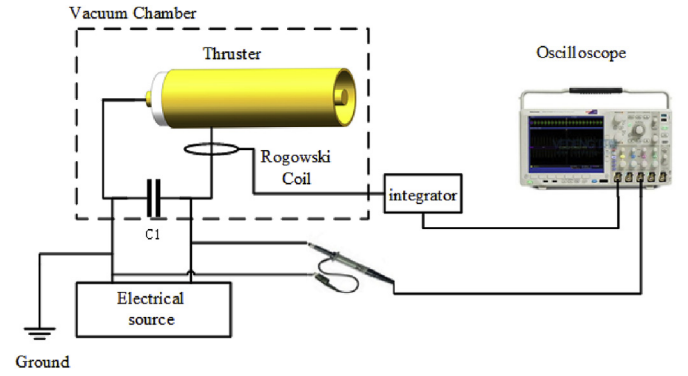 Vacuum Chamber
Thruster
Oscilloscope
Rogowski
Coil
integrator
C1
Electrical
source
Ground